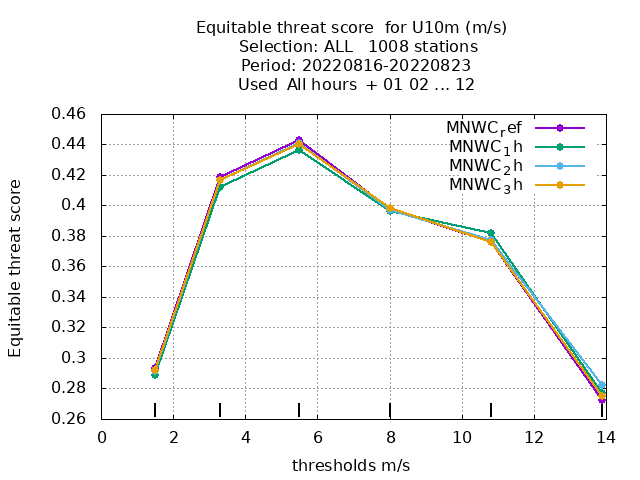 Equitable threat score  for U10m (m/s)
Selection: ALL   1008 stations
Period: 20220816-20220823
Used  All hours  + 01 02 ... 12
0.46
0.44
0.42
0.4
0.38
0.36
0.34
0.32
0.3
0.28
0.26
Equitable threat score
MNWC_ref
MNWC_1h
MNWC_2h
MNWC_3h
0 2 4 6 8 10 12 14
thresholds m/s